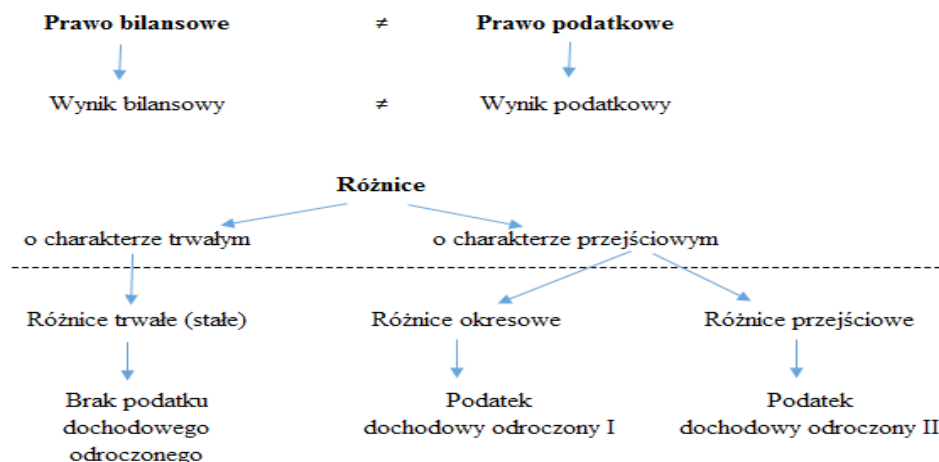 Prawo bilansowe ≠ Prawo podatkowe
Wynik bilansowy ≠ Wynik podatkowy
Różnice
o charakterze trwałym o charakterze przejściowym
Różnice trwałe (stałe) Różnice okresowe Różnice przejściowe
Brak podatku
dochodowego
odroczonego
Podatek
dochodowy odroczony I
Podatek
dochodowy odroczony II